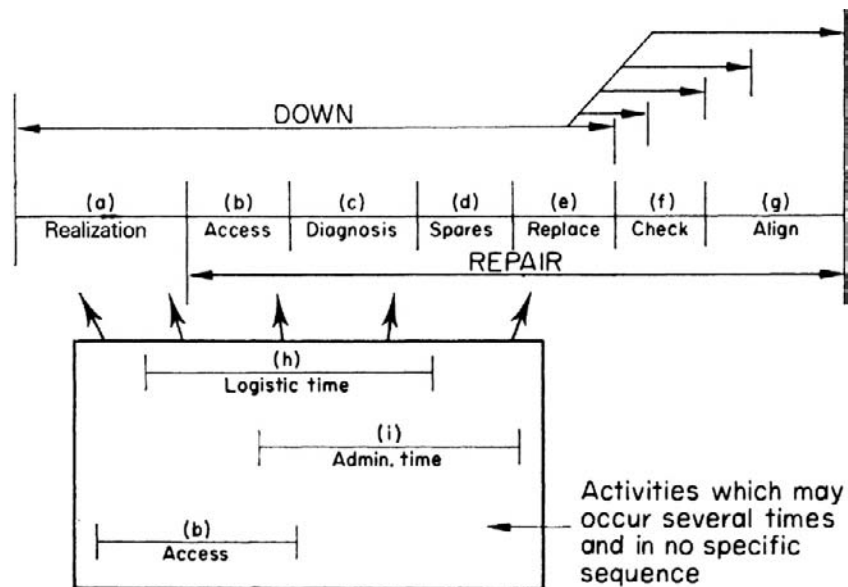 DOWN
(a) (b) (c) (d) (e) (f) (g)
Realization Access Diagnosis Spares Replace Check Align
REPAIR
(h)
Logistic time
(i)
Admin. time
(b)
Access
Activities which may
occur several times
and in no specific
sequence